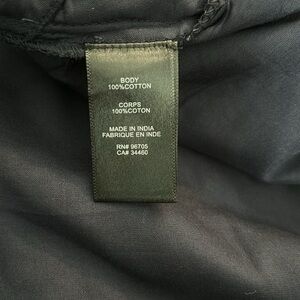 BODY
100%COTTON
CORPS
100%COTON
MADE IN INDIA
FABRIQUE EN INDE
RN# 96705
CA# 34460